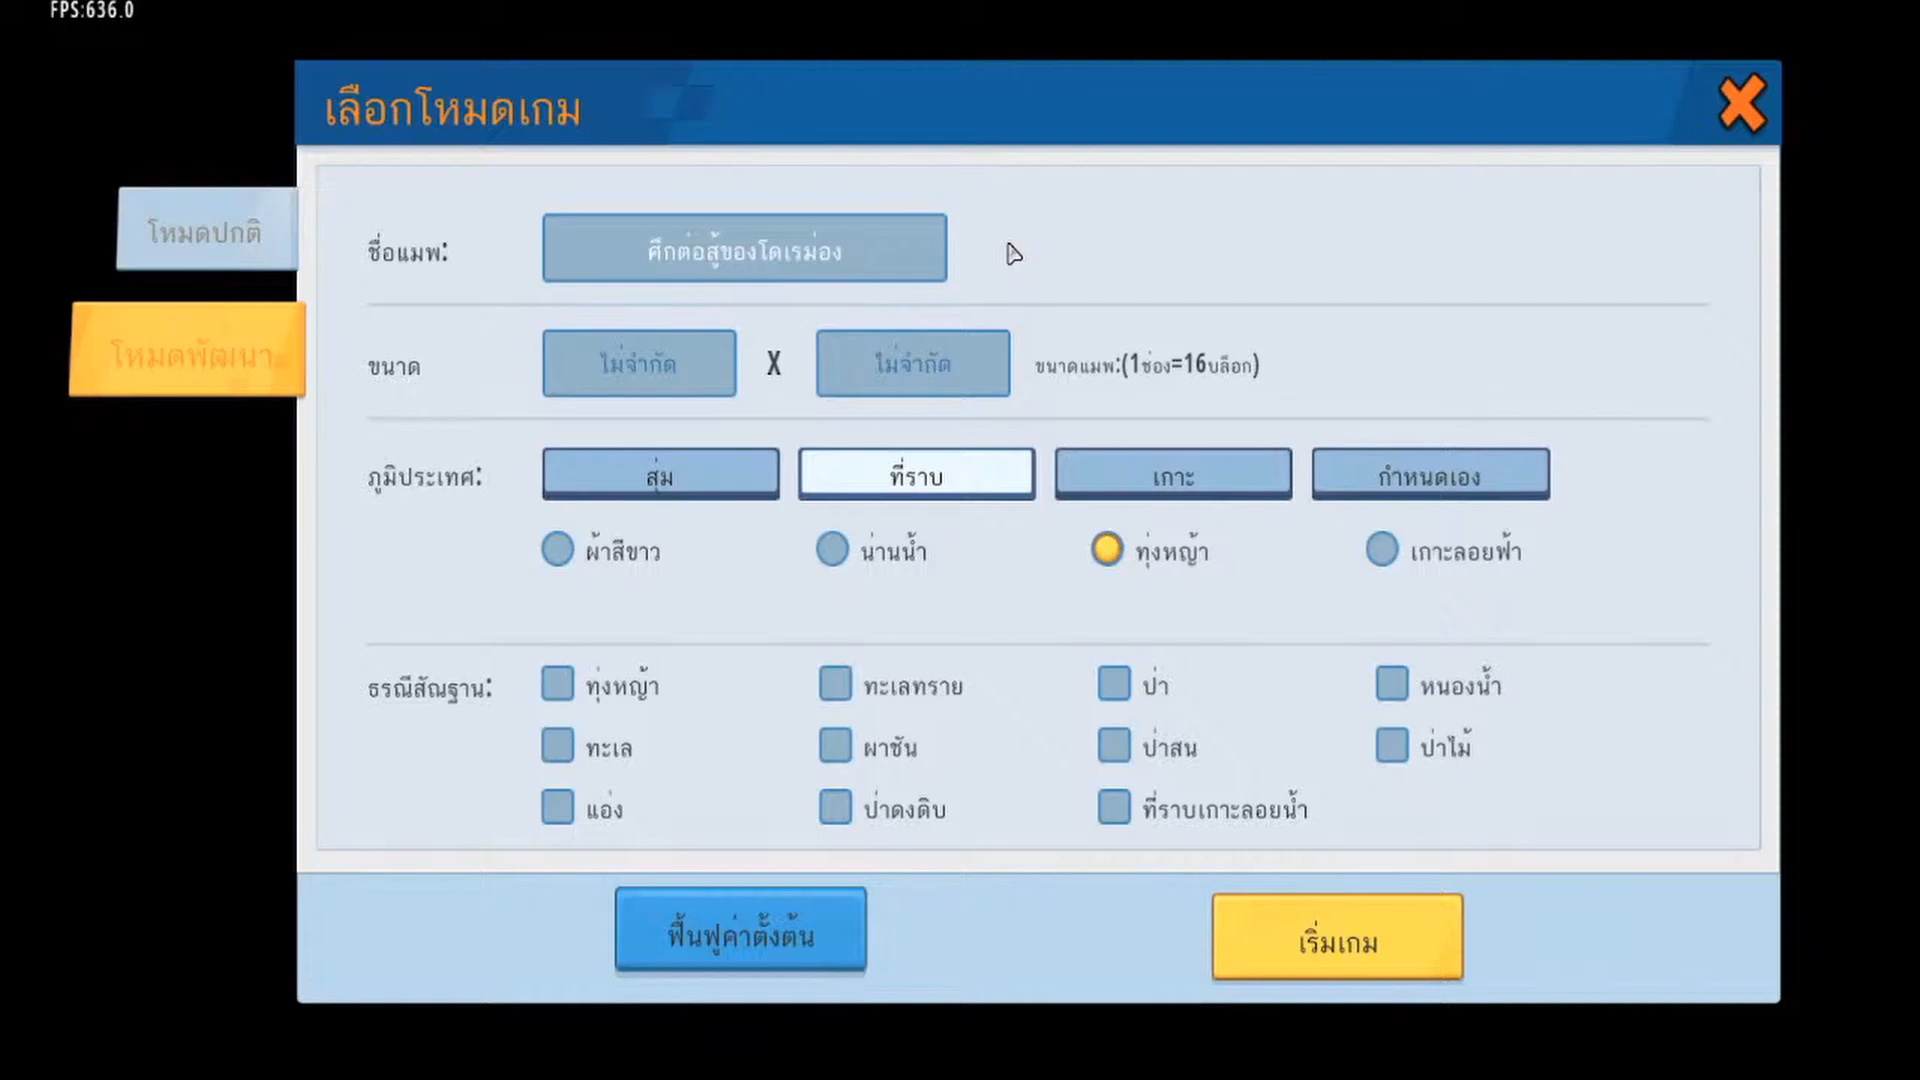 FPS:636.0
เลือกโหมดเกม
โหมดปกติ
ชื่อแมพ: ศึกต่อสู้ของโดเรม่อง
โหมดพัฒนา
ขนาด ไม่จำกัด X ไม่จำกัด ขนาดแมพ:(1ช่อง=16บล็อก)
ภูมิประเทศ: สุ่ม ที่ราบ เกาะ กำหนดเอง
ผ้าสีขาว น่านน้ำ ทุ่งหญ้า เกาะลอยฟ้า
ธรณีสัณฐาน: ทุ่งหญ้า ทะเลทราย ป่า หนองน้ำ
ทะเล ผาชัน ป่าสน ป่าไม้
แอ่ง ป่าดงดิบ ที่ราบเกาะลอยน้ำ
ฟื้นฟูค่าตั้งต้น เริ่มเกม